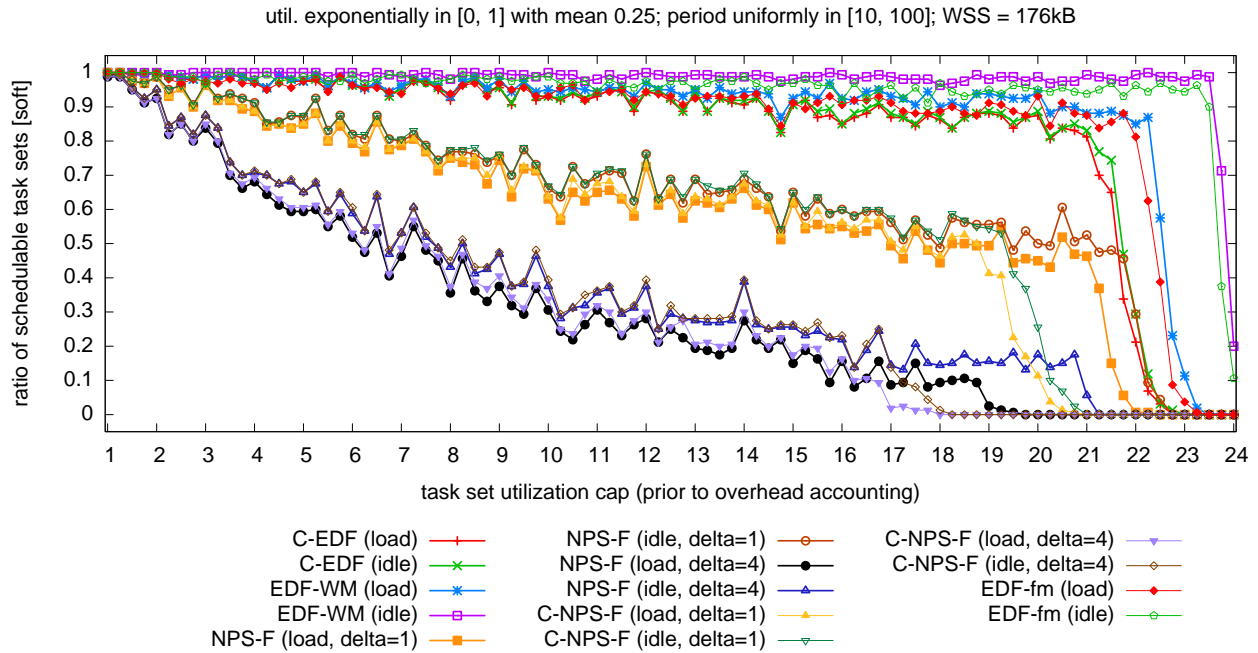 util. exponentially in [0, 1] with mean 0.25; period uniformly in [10, 100]; WSS = 176kB
ratio of schedulable task sets [soft]
1
0.9
0.8
0.7
0.6
0.5
0.4
0.3
0.2
0.1
0
1 2 3 4 5 6 7 8 9 10 11 12 13 14 15 16 17 18 19 20 21 22 23 24
task set utilization cap (prior to overhead accounting)
C-EDF (load)
C-EDF (idle)
EDF-WM (load)
EDF-WM (idle)
NPS-F (load, delta=1)
NPS-F (idle, delta=1)
NPS-F (load, delta=4)
NPS-F (idle, delta=4)
C-NPS-F (load, delta=1)
C-NPS-F (idle, delta=1)
C-NPS-F (load, delta=4)
C-NPS-F (idle, delta=4)
EDF-fm (load)
EDF-fm (idle)